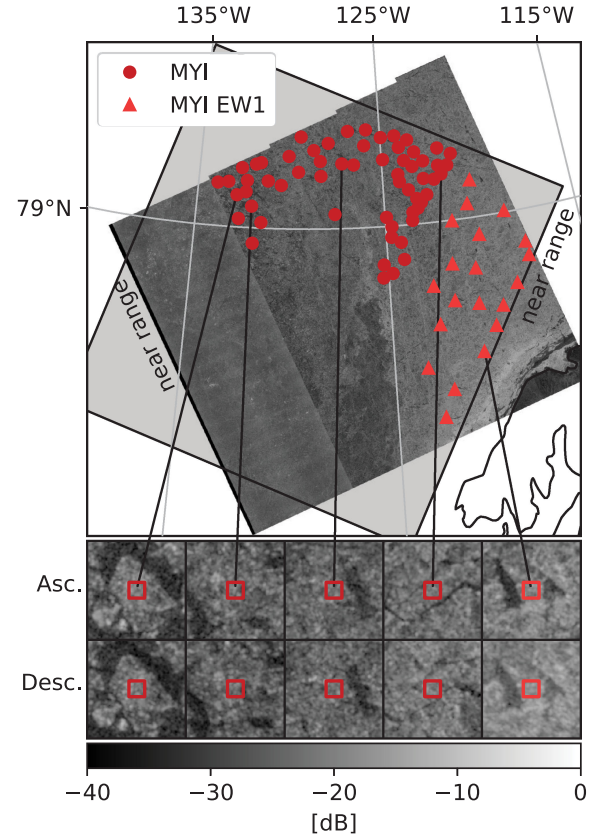 135°W 125°W 115°W
MYI
MYI EW1
79°N
near range
near range
Asc.
Desc.
−40 −30 −20 −10 0
[dB]